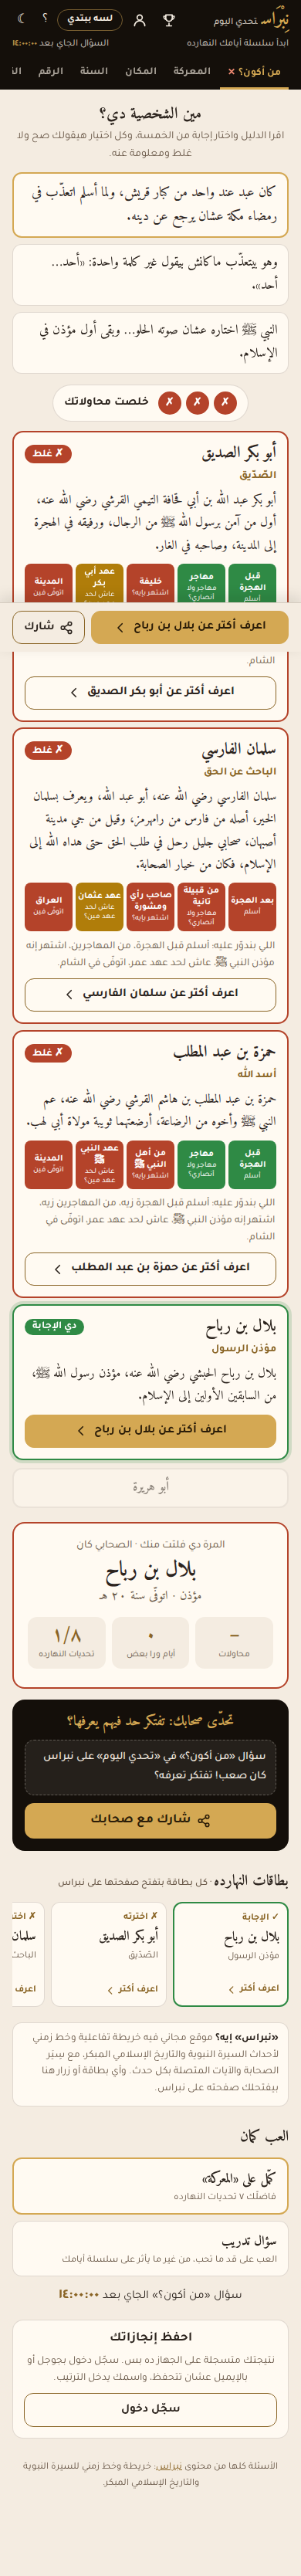 نبراس تحدي اليوم
لسه ببتدي
؟
ابدأ سلسلة أيامك النهارده
السؤال الجاي بعد ١٤:٠٠:٠٠
من أكون؟ ✕
المعركة
المكان
السنة
الرقم
مين الشخصية دي؟
اقرا الدليل واختار إجابة من الخمسة، وكل اختيار هيقولك صح ولا
غلط ومعلومة عنه.
كان عبد عند واحد من كبار قريش، ولما أسلم اتعذّب في
رمضاء مكة عشان يرجع عن دينه.
وهو بيتعذّب ماكانش بيقول غير كلمة واحدة: «أحد...
أحد».
النبي ﷺ اختاره عشان صوته الحلو... وبقى أول مؤذن في
الإسلام.
✗ ✗ ✗ خلصت محاولاتك
أبو بكر الصديق
✗ غلط
الصّدّيق
أبو بكر عبد الله بن أبي قحافة التيمي القرشي رضي الله عنه،
أول من آمن برسول الله ﷺ من الرجال، ورفيقه في الهجرة
إلى المدينة، وصاحبه في الغار.
قبل الهجرة
أسلم
مهاجر
مهاجر ولا أنصاري؟
خليفة
اشتهر بإيه؟
عهد أبي بكر
عاش لحد
المدينة
اتوفّى فين
اعرف أكتر عن بلال بن رباح
شارك
الشام.
اعرف أكتر عن أبو بكر الصديق
سلمان الفارسي
✗ غلط
الباحث عن الحق
سلمان الفارسي رضي الله عنه، أبو عبد الله، ويعرف بسلمان
الخير، أصله فارس من رامهرمز، وقيل من جي مدينة
أصبهان، صحابي جليل رحل في طلب الحق حتى هداه الله إلى
الإسلام، فكان من خيار الصحابة.
بعد الهجرة
أسلم
من قبيلة تانية
مهاجر ولا أنصاري؟
صاحب رأي ومشورة
اشتهر بإيه؟
عهد عثمان
عاش لحد عهد مين؟
العراق
اتوفّى فين
اللي بندوّر عليه: أسلم قبل الهجرة، من المهاجرين، اشتهر إنه
مؤذن النبي ﷺ، عاش لحد عهد عمر، اتوفّى في الشام.
اعرف أكتر عن سلمان الفارسي
حمزة بن عبد المطلب
✗ غلط
أسد الله
حمزة بن عبد المطلب بن هاشم القرشي رضي الله عنه، عم
النبي ﷺ وأخوه من الرضاعة، أرضعتهما ثويبة مولاة أبي لهب.
قبل الهجرة
أسلم
مهاجر
مهاجر ولا أنصاري؟
من أهل النبي ﷺ
اشتهر بإيه؟
عهد النبي ﷺ
عاش لحد عهد مين؟
المدينة
اتوفّى فين
اللي بندوّر عليه: أسلم قبل الهجرة زيه، من المهاجرين زيه،
اشتهر إنه مؤذن النبي ﷺ، عاش لحد عهد عمر، اتوفّى في
الشام.
اعرف أكتر عن حمزة بن عبد المطلب
بلال بن رباح
دي الإجابة
مؤذن الرسول
بلال بن رباح الحبشي رضي الله عنه، مؤذن رسول الله ﷺ،
من السابقين الأولين إلى الإسلام.
اعرف أكتر عن بلال بن رباح
أبو هريرة
المرة دي فلتت منك · الصحابي كان
بلال بن رباح
مؤذن · اتوفّى سنة ٢٠ هـ
—
محاولات
٠
أيام ورا بعض
١/٨
تحديات النهارده
تحدّى صحابك: تفتكر حد فيهم يعرفها؟
سؤال «من أكون؟» في «تحدي اليوم» على نبراس
كان صعب! تفتكر تعرفه؟
شارك مع صحابك
بطاقات النهارده · كل بطاقة بتفتح صفحتها على نبراس
✓ الإجابة
بلال بن رباح
مؤذن الرسول
اعرف أكتر
✗ اخترته
أبو بكر الصديق
الصّدّيق
اعرف أكتر
سلمان
«نبراس» إيه؟ موقع مجاني فيه خريطة تفاعلية وخط زمني
لأحداث السيرة النبوية والتاريخ الإسلامي المبكر، مع سِيَر
الصحابة والآيات المتصلة بكل حدث. وأي بطاقة أو زرار هنا
بيفتحلك صفحته على نبراس.
العب كمان
كمّل على «المعركة»
فاضلّك ٧ تحديات النهارده
سؤال تدريب
العب على قد ما تحب، من غير ما يأثر على سلسلة أيامك
سؤال «من أكون؟» الجاي بعد ١٤:٠٠:٠٠
احفظ إنجازاتك
نتيجتك متسجلة على الجهاز ده بس. سجّل دخول بجوجل أو
بالإيميل عشان تتحفظ، واسمك يدخل الترتيب.
سجّل دخول
الأسئلة كلها من محتوى نبراس: خريطة وخط زمني للسيرة النبوية
والتاريخ الإسلامي المبكر.